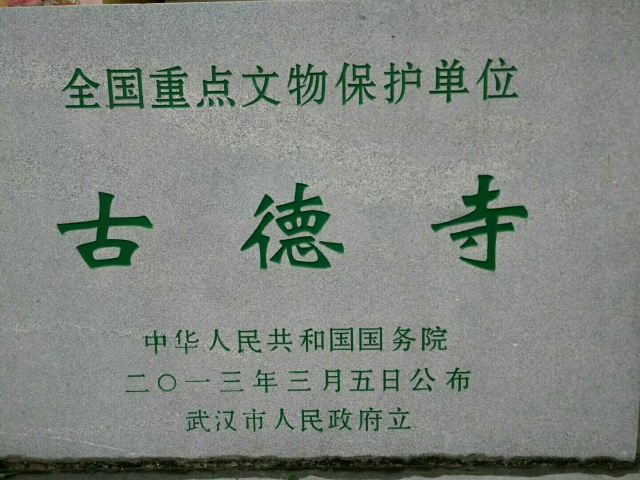 全国重点文物保护单位
古德寺
中华人民共和国国务院
二〇一三年三月五日公布
武汉市人民政府立